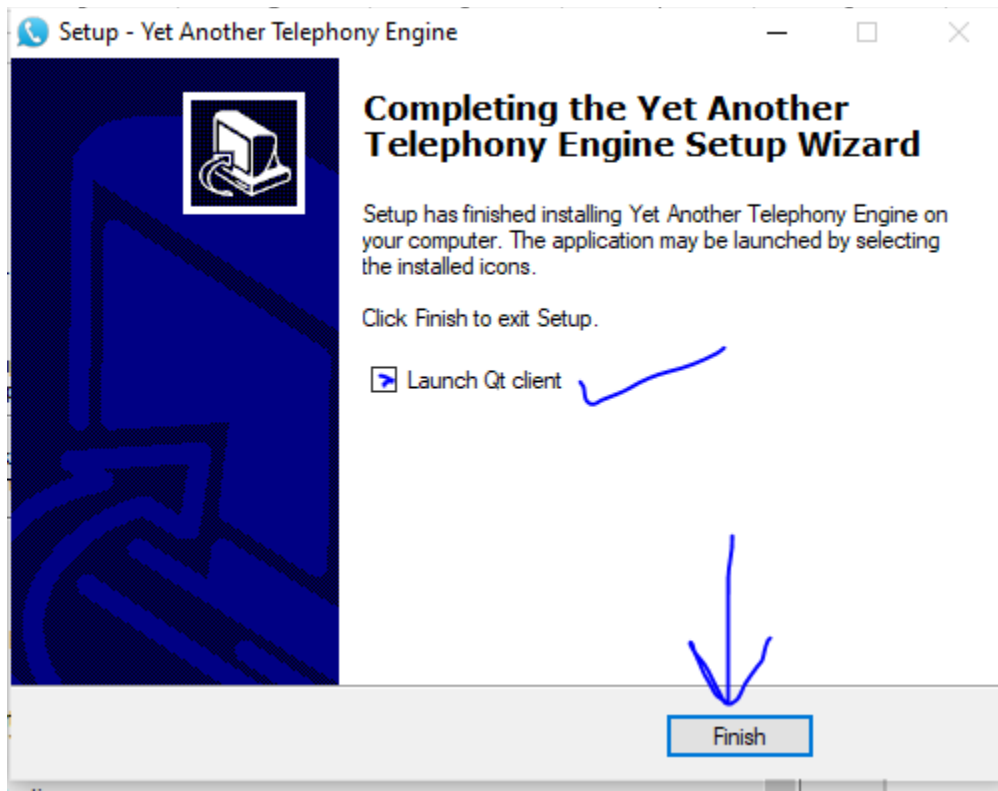 Setup - Yet Another Telephony Engine
Completing the Yet Another
Telephony Engine Setup Wizard
Setup has finished installing Yet Another Telephony Engine on
your computer. The application may be launched by selecting
the installed icons.
Click Finish to exit Setup.
Launch Qt client
Finish